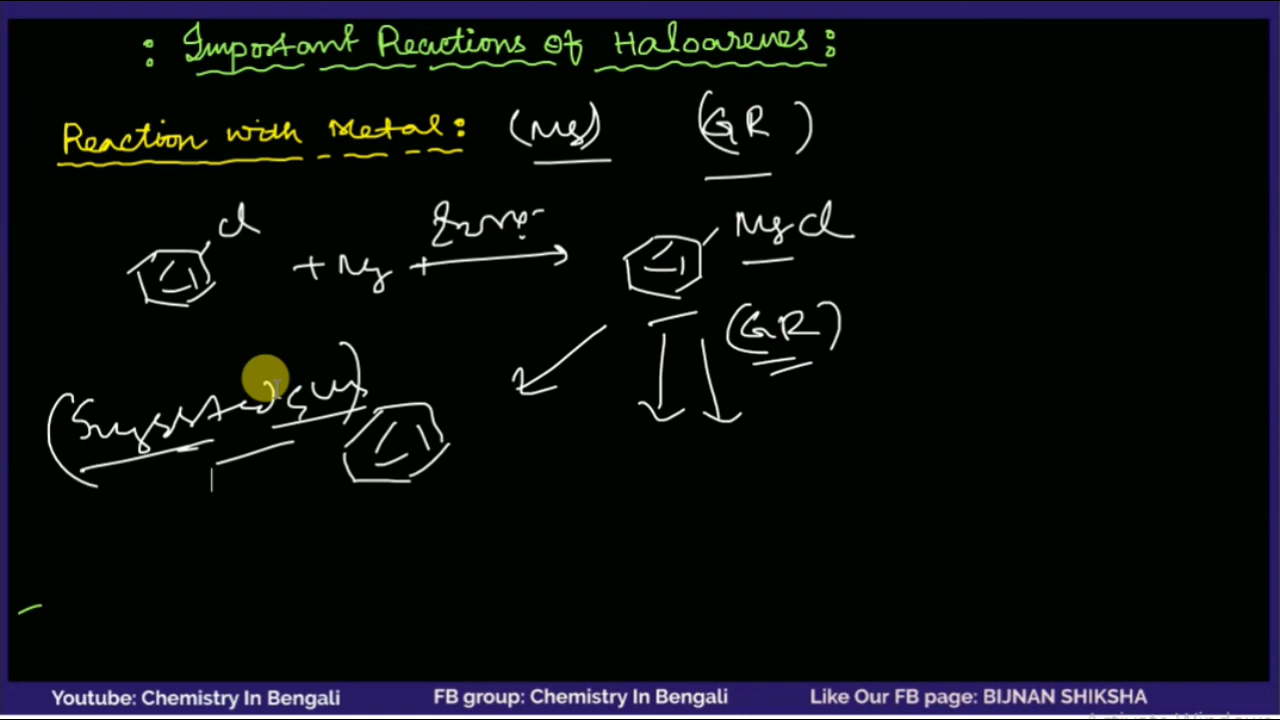 : Important Reactions of Haloarenes :
Reaction with Metal : (Mg) (GR)
Cl
+ Mg
MgCl
(GR)
(Suggested
Youtube: Chemistry In Bengali FB group: Chemistry In Bengali Like Our FB page: BIJNAN SHIKSHA